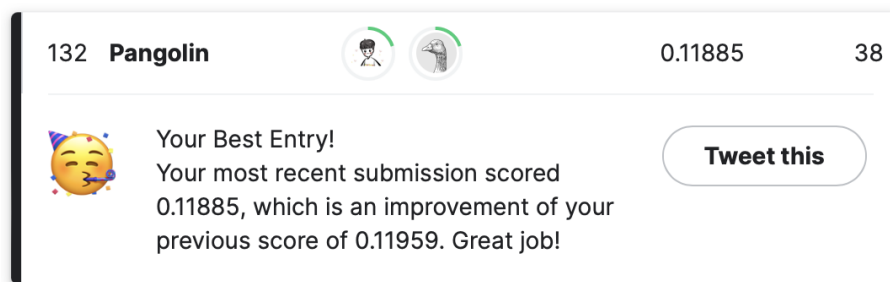 132 Pangolin 0.11885 38
Your Best Entry!
Your most recent submission scored
0.11885, which is an improvement of your
previous score of 0.11959. Great job!
Tweet this